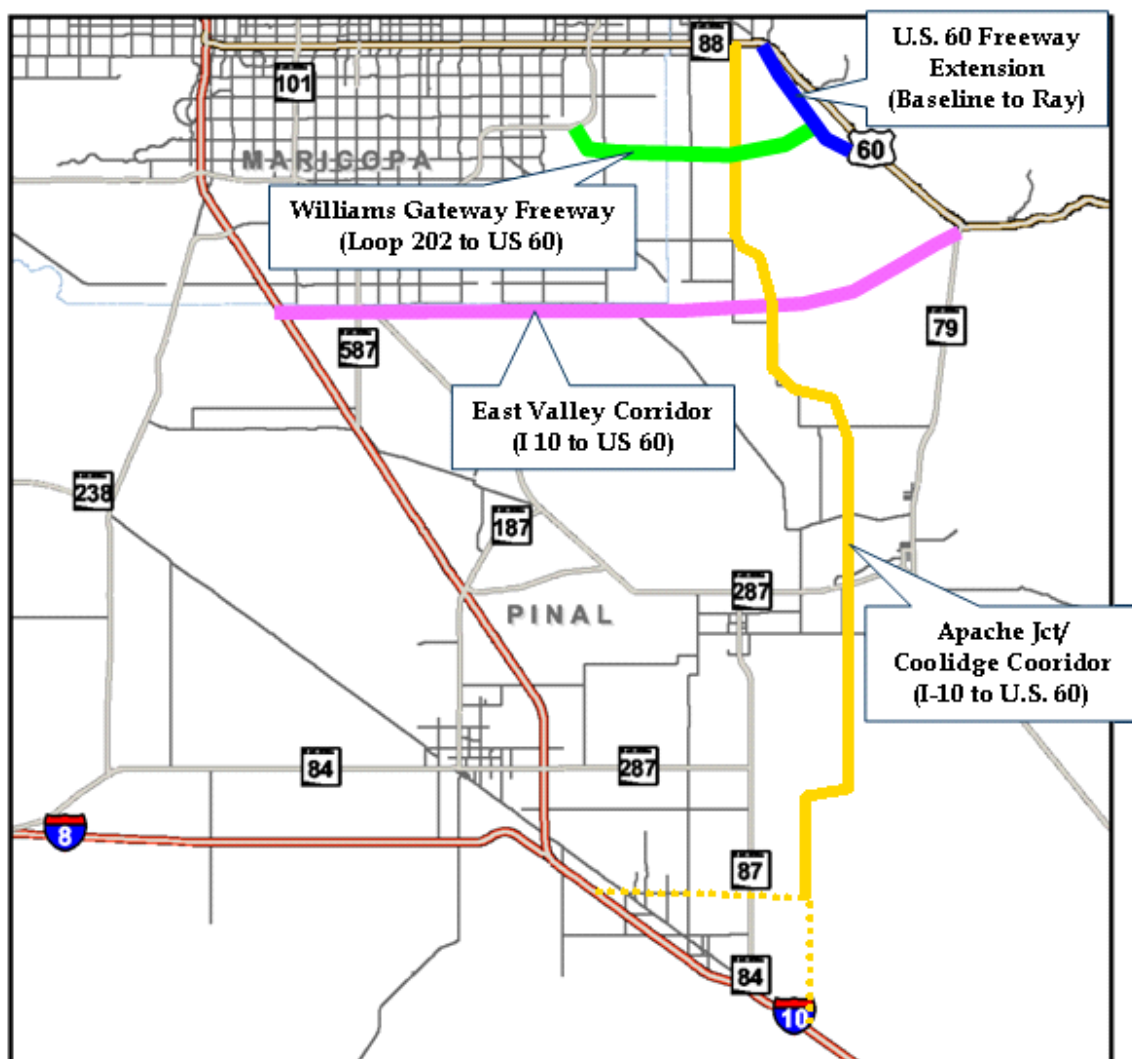 88
U.S. 60 Freeway
Extension
(Baseline to Ray)
101
60
MARICOPA
Williams Gateway Freeway
(Loop 202 to US 60)
79
587
East Valley Corridor
(I 10 to US 60)
238
187
287
PINAL
Apache Jct/
Coolidge Cooridor
(I-10 to U.S. 60)
84
287
8
87
84
10